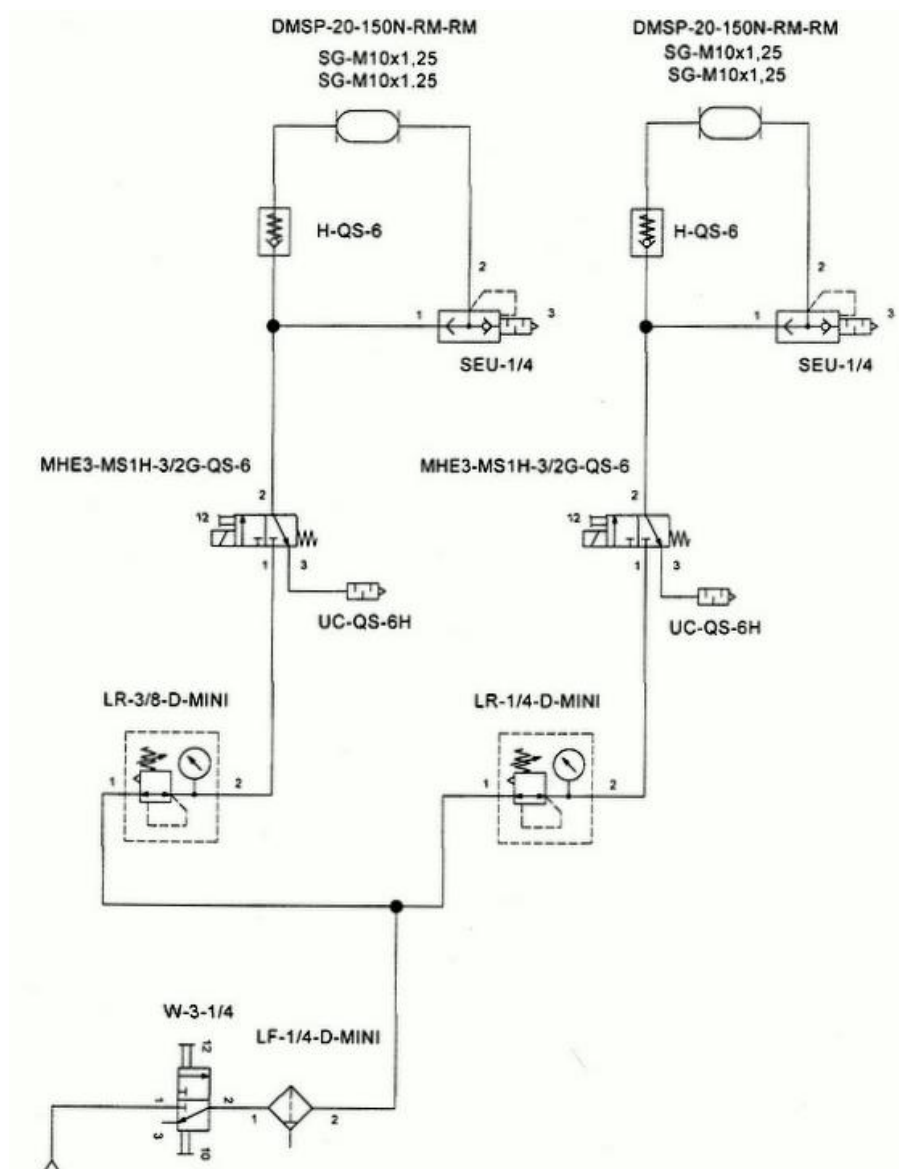 DMSP-20-150N-RM-RM
SG-M10x1,25
SG-M10x1.25
DMSP-20-150N-RM-RM
SG-M10x1,25
SG-M10x1,25
H-QS-6
H-QS-6
2
2
1
3
1
3
SEU-1/4
SEU-1/4
MHE3-MS1H-3/2G-QS-6
MHE3-MS1H-3/2G-QS-6
2
2
12
12
1
3
1
3
UC-QS-6H
UC-QS-6H
LR-3/8-D-MINI
LR-1/4-D-MINI
1
2
1
2
W-3-1/4
LF-1/4-D-MINI
12
1
2
1
2
3
10